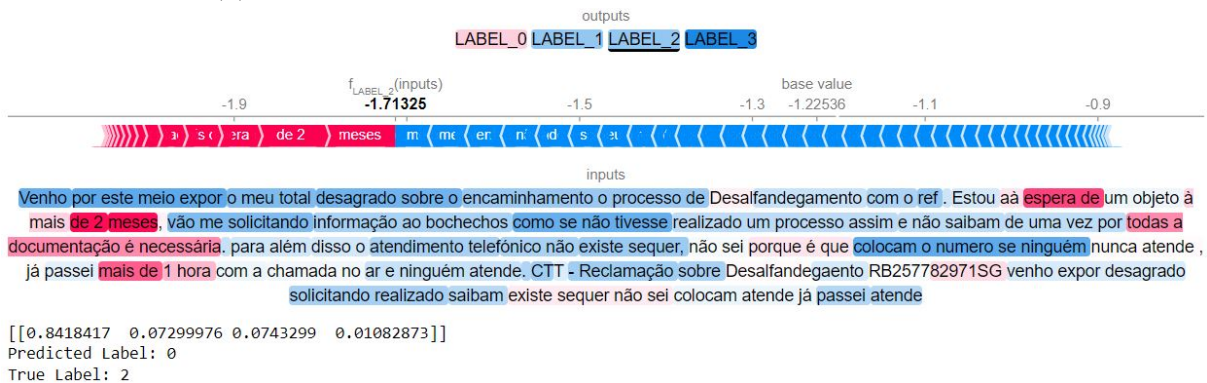 outputs
LABEL_0 LABEL_1 LABEL_2 LABEL_3
f LABEL_2(inputs) base value
-1.9 -1.71325 -1.5 -1.3 -1.22536 -1.1 -0.9
era de 2 meses
inputs
Venho por este meio expor o meu total desagrado sobre o encaminhamento o processo de Desalfandegamento com o ref . Estou aà espera de um objeto à
mais de 2 meses, vão me solicitando informação ao bochechos como se não tivesse realizado um processo assim e não saibam de uma vez por todas a
documentação é necessária, para além disso o atendimento telefónico não existe sequer, não sei porque é que colocam o numero se ninguém nunca atende ,
já passei mais de 1 hora com a chamada no ar e ninguém atende. CTT - Reclamação sobre Desalfandegaento RB257782971SG venho expor desagrado
solicitando realizado saibam existe sequer não sei colocam atende já passei atende
[[0.8418417 0.07299976 0.0743299 0.01082873]]
Predicted Label: 0
True Label: 2